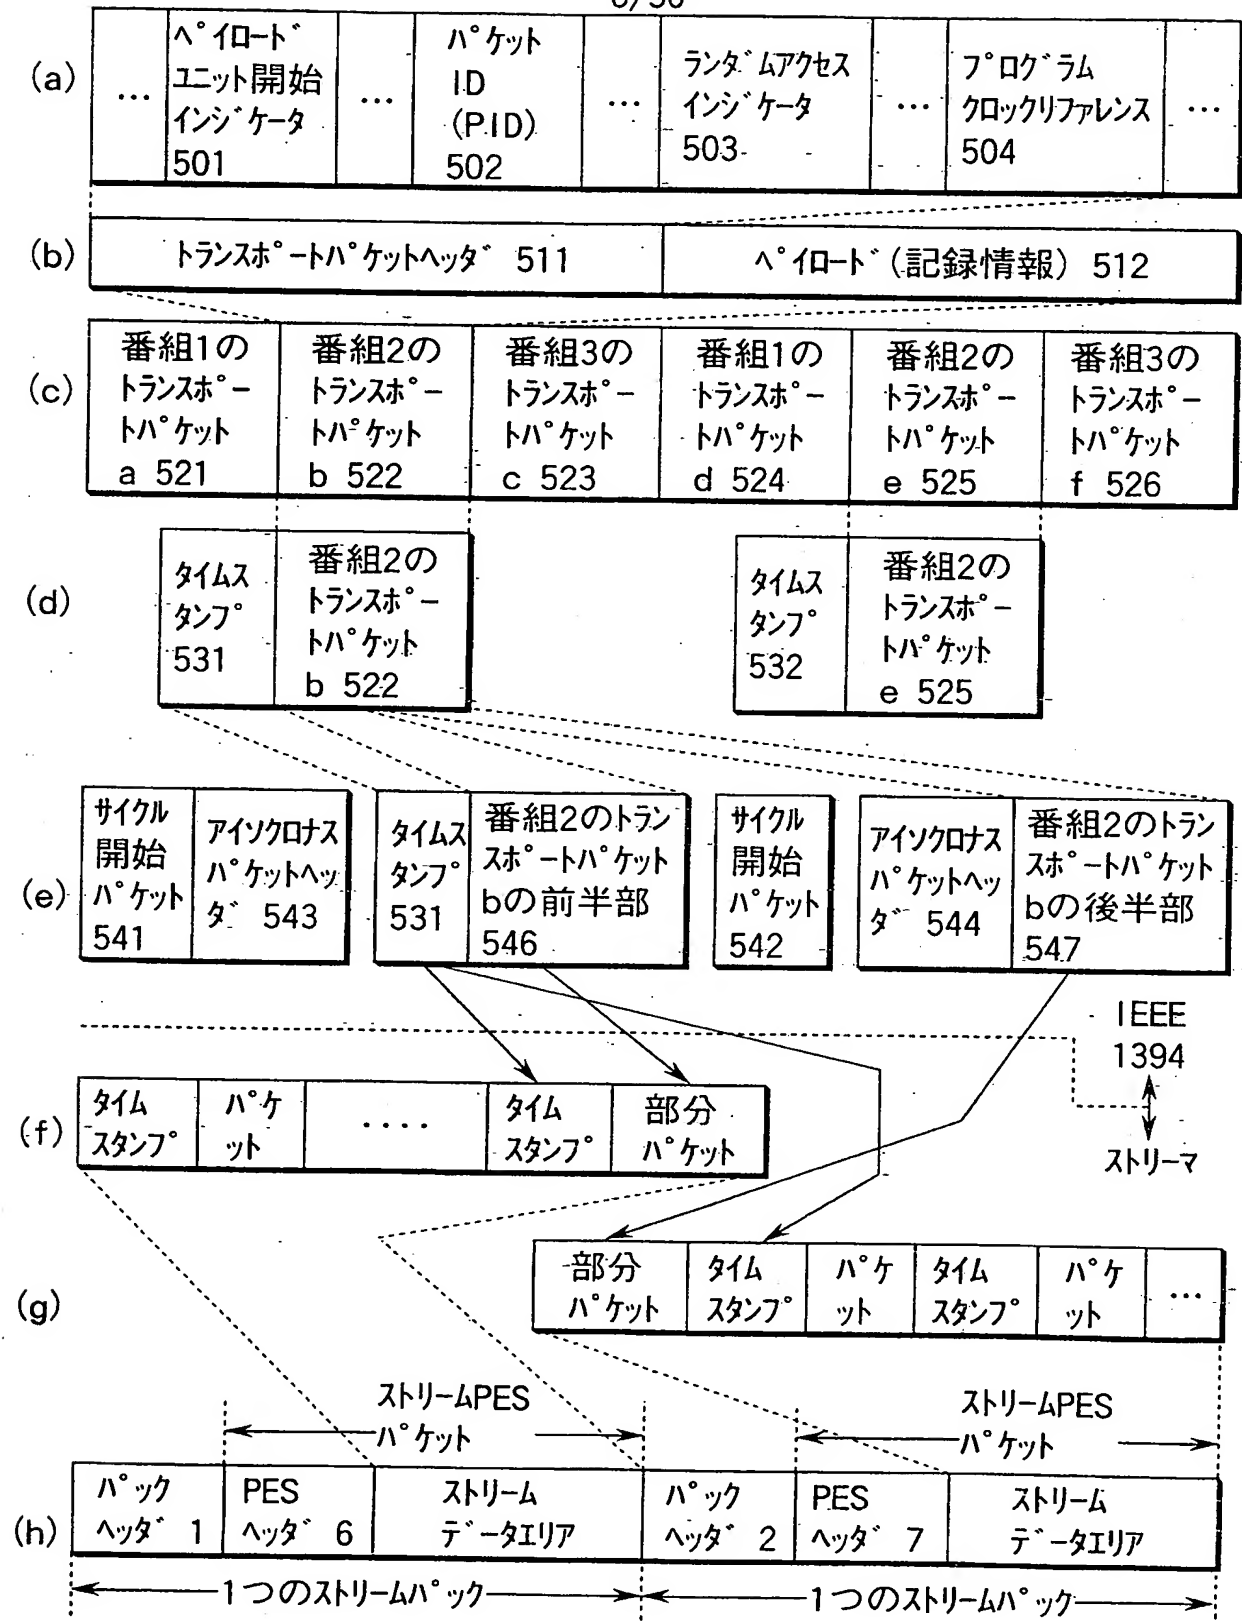 (a)
...
ペイロード
ユニット開始
インジケータ
501
...
パケット
ID
(PID)
502
...
ランダムアクセス
インジケータ
503
...
プログラム
クロックリファレンス
504
...
(b)
トランスポートパケットヘッダ 511
ペイロード(記録情報) 512
(c)
番組1の
トランスポー
トパケット
a 521
番組2の
トランスポー
トパケット
b 522
番組3の
トランスポー
トパケット
c 523
番組1の
トランスポー
トパケット
d 524
番組2の
トランスポー
トパケット
e 525
番組3の
トランスポー
トパケット
f 526
(d)
タイムス
タンプ
531
番組2の
トランスポー
トパケット
b 522
タイムス
タンプ
532
番組2の
トランスポー
トパケット
e 525
(e)
サイクル
開始
パケット
541
アイソクロナス
パケットヘッ
ダ 543
タイムス
タンプ
531
番組2のトラン
スポートパケット
bの前半部
546
サイクル
開始
パケット
542
アイソクロナス
パケットヘッ
ダ 544
番組2のトラン
スポートパケット
bの後半部
547
IEEE
1394
ストリーマ
(f)
タイム
スタンプ
パケ
ット
....
タイム
スタンプ
部分
パケット
(g)
部分
パケット
タイム
スタンプ
パケ
ット
タイム
スタンプ
パケ
ット
...
ストリームPES
パケット
ストリームPES
パケット
(h)
パック
ヘッダ 1
PES
ヘッダ 6
ストリーム
データエリア
パック
ヘッダ 2
PES
ヘッダ 7
ストリーム
データエリア
1つのストリームパック
1つのストリームパック